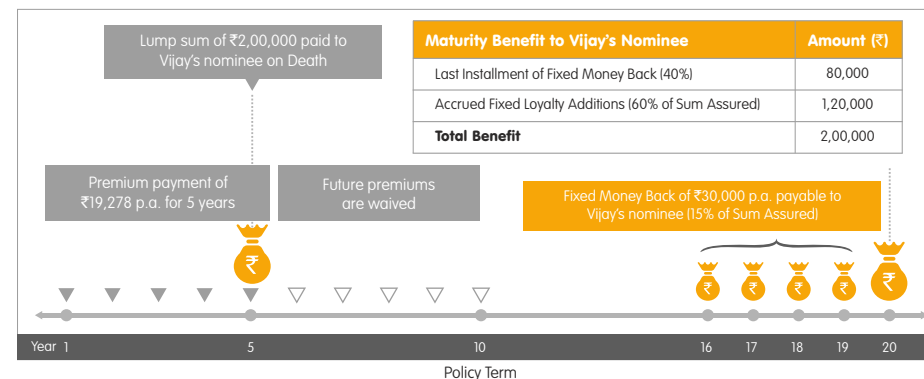 Lump sum of ₹2,00,000 paid to
Vijay's nominee on Death
Maturity Benefit to Vijay's Nominee Amount (₹)
Last Installment of Fixed Money Back (40%) 80,000
Accrued Fixed Loyalty Additions (60% of Sum Assured) 1,20,000
Total Benefit 2,00,000
Premium payment of
₹19,278 p.a. for 5 years
Future premiums
are waived
Fixed Money Back of ₹30,000 p.a. payable to
Vijay's nominee (15% of Sum Assured)
₹
₹ ₹ ₹ ₹ ₹
Year 1 5 10 16 17 18 19 20
Policy Term